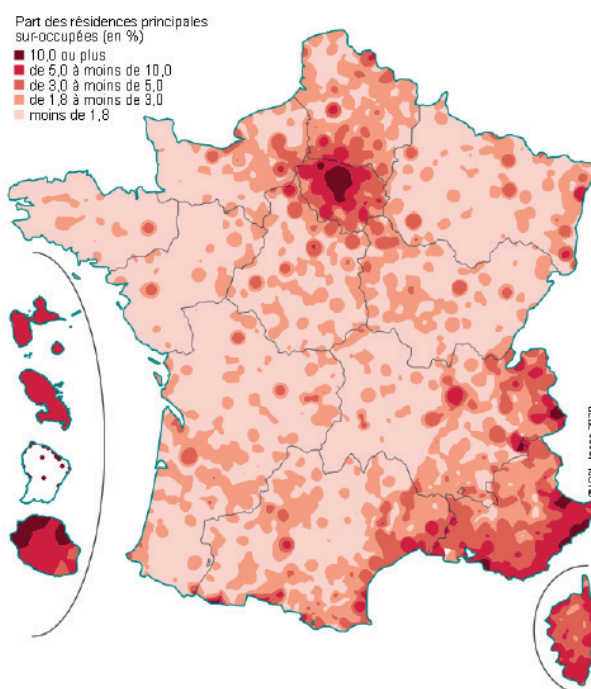 Part des résidences principales
sur-occupées (en %)
10,0 ou plus
de 5,0 à moins de 10,0
de 3,0 à moins de 5,0
de 1,8 à moins de 3,0
moins de 1,8